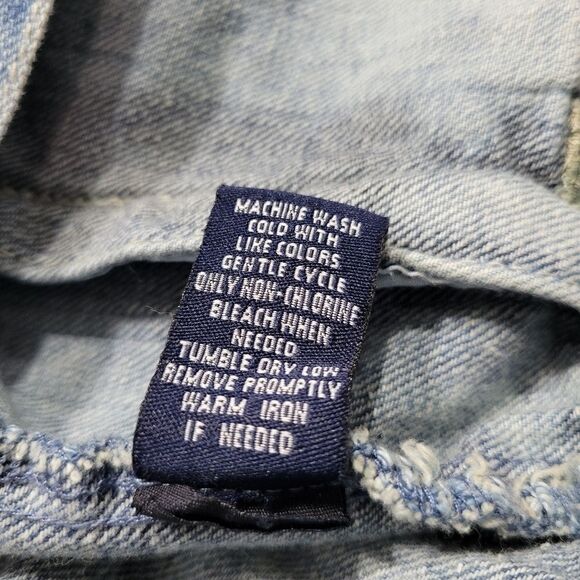 MACHINE WASH
COLD WITH
LIKE COLORS
GENTLE CYCLE
ONLY NON-CHLORINE
BLEACH WHEN
NEEDED
TUMBLE DRY LOW
REMOVE PROMPTLY
WARM IRON
IF NEEDED